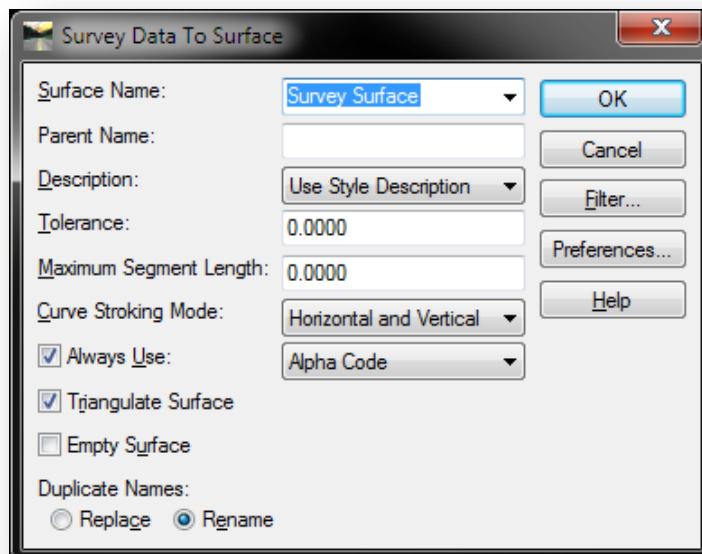 Survey Data To Surface
Surface Name: Survey Surface
OK
Parent Name:
Cancel
Description: Use Style Description
Filter...
Tolerance: 0.0000
Preferences...
Maximum Segment Length: 0.0000
Help
Curve Stroking Mode: Horizontal and Vertical
Always Use: Alpha Code
Triangulate Surface
Empty Surface
Duplicate Names:
Replace Rename